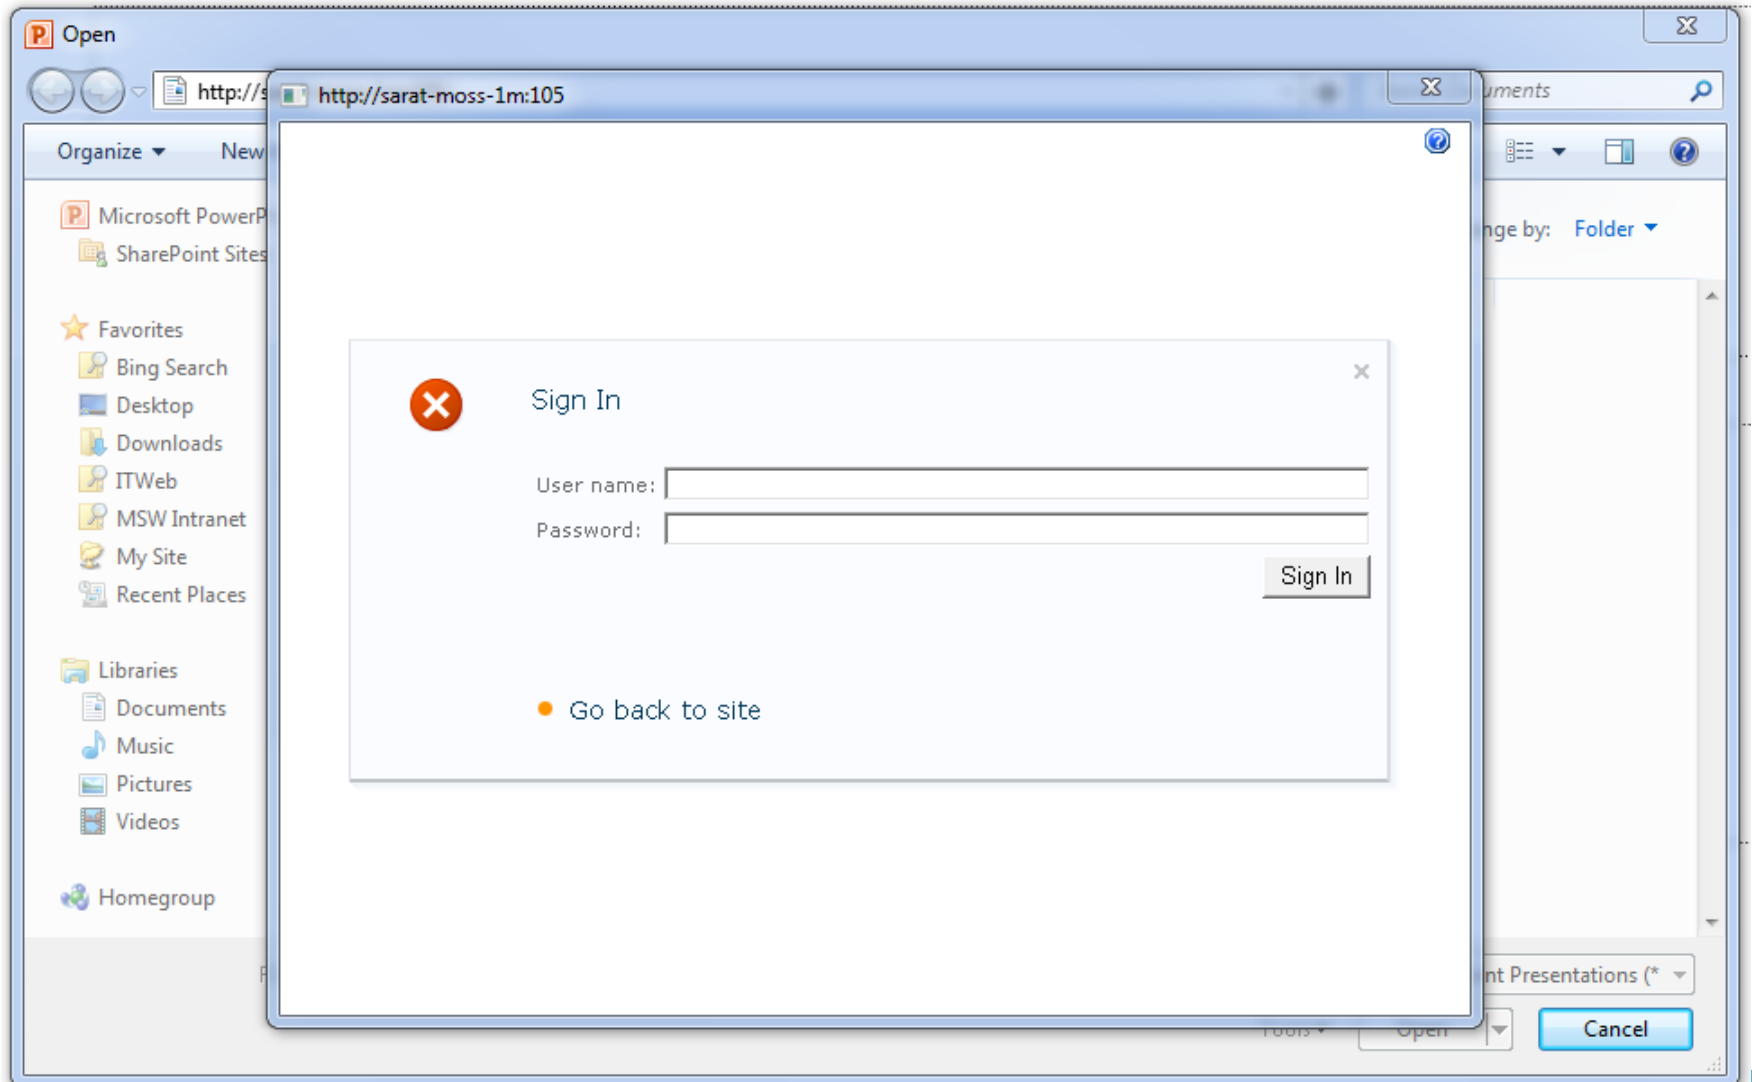 Open
http://s
http://sarat-moss-1m:105
uments
Organize
New
Microsoft PowerP
SharePoint Sites
nge by: Folder
Favorites
Bing Search
Desktop
Downloads
ITWeb
MSW Intranet
My Site
Recent Places
Libraries
Documents
Music
Pictures
Videos
Homegroup
Sign In
User name:
Password:
Sign In
Go back to site
nt Presentations (*
Tools
Open
Cancel